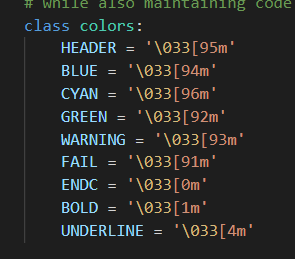 # while also maintaining code
class colors:
    HEADER = '\033[95m'
    BLUE = '\033[94m'
    CYAN = '\033[96m'
    GREEN = '\033[92m'
    WARNING = '\033[93m'
    FAIL = '\033[91m'
    ENDC = '\033[0m'
    BOLD = '\033[1m'
    UNDERLINE = '\033[4m'